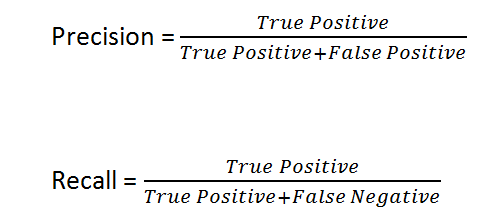 Precision = True Positive / True Positive+False Positive
Recall = True Positive / True Positive+False Negative